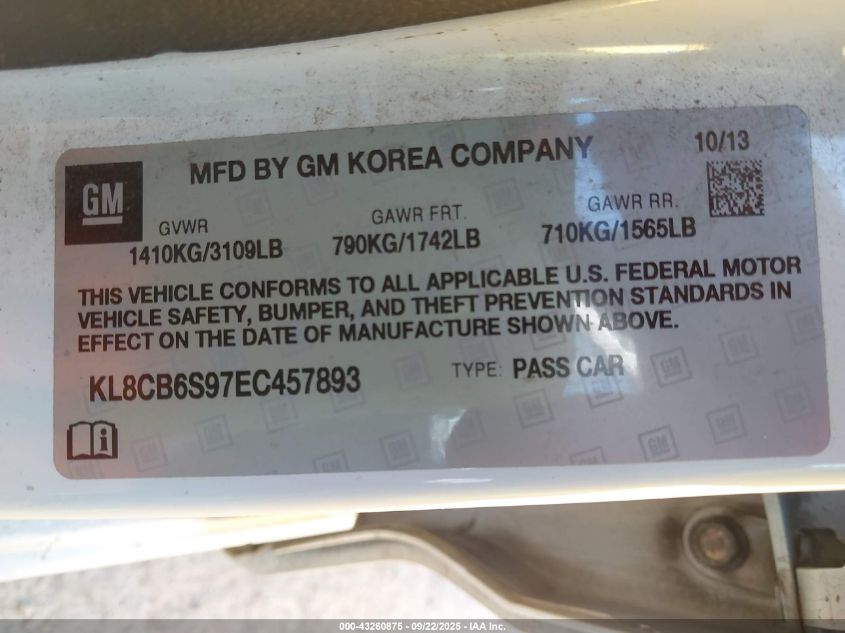 MFD BY GM KOREA COMPANY 10/13
GM
GVWR GAWR FRT. GAWR RR.
1410KG/3109LB 790KG/1742LB 710KG/1565LB
THIS VEHICLE CONFORMS TO ALL APPLICABLE U.S. FEDERAL MOTOR
VEHICLE SAFETY, BUMPER, AND THEFT PREVENTION STANDARDS IN
EFFECT ON THE DATE OF MANUFACTURE SHOWN ABOVE.
KL8CB6S97EC457893 TYPE: PASS CAR
000-43260875 - 09/22/2025 - IAA Inc.